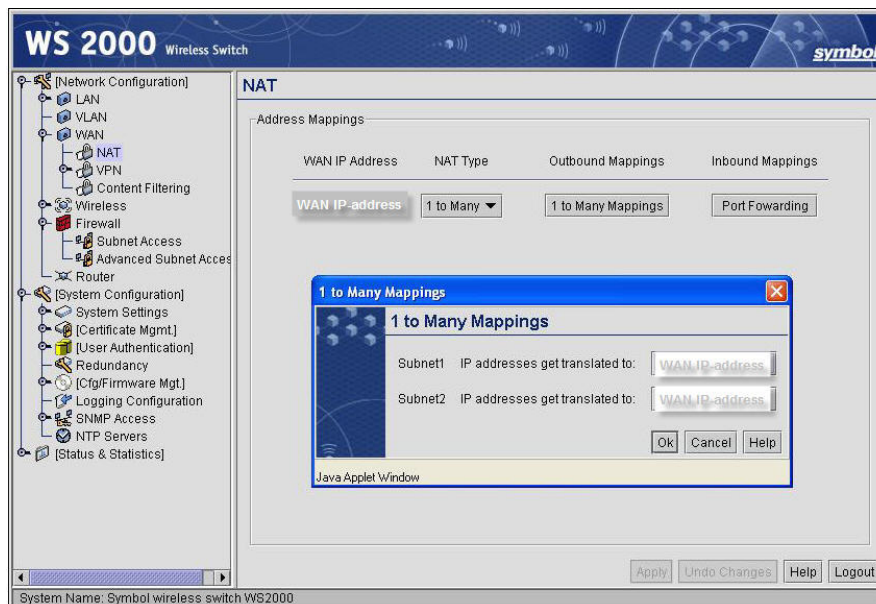 WS 2000 Wireless Switch
symbol
[Network Configuration]
LAN
VLAN
WAN
NAT
VPN
Content Filtering
Wireless
Firewall
Subnet Access
Advanced Subnet Acces
Router
[System Configuration]
System Settings
[Certificate Mgmt.]
[User Authentication]
Redundancy
[Cfg/Firmware Mgt.]
Logging Configuration
SNMP Access
NTP Servers
[Status & Statistics]
NAT
Address Mappings
WAN IP Address NAT Type Outbound Mappings Inbound Mappings
WAN IP-address 1 to Many 1 to Many Mappings Port Fowarding
1 to Many Mappings
1 to Many Mappings
Subnet1 IP addresses get translated to: WAN IP-address
Subnet2 IP addresses get translated to: WAN IP-address
Ok Cancel Help
Java Applet Window
Apply Undo Changes Help Logout
System Name: Symbol wireless switch WS2000